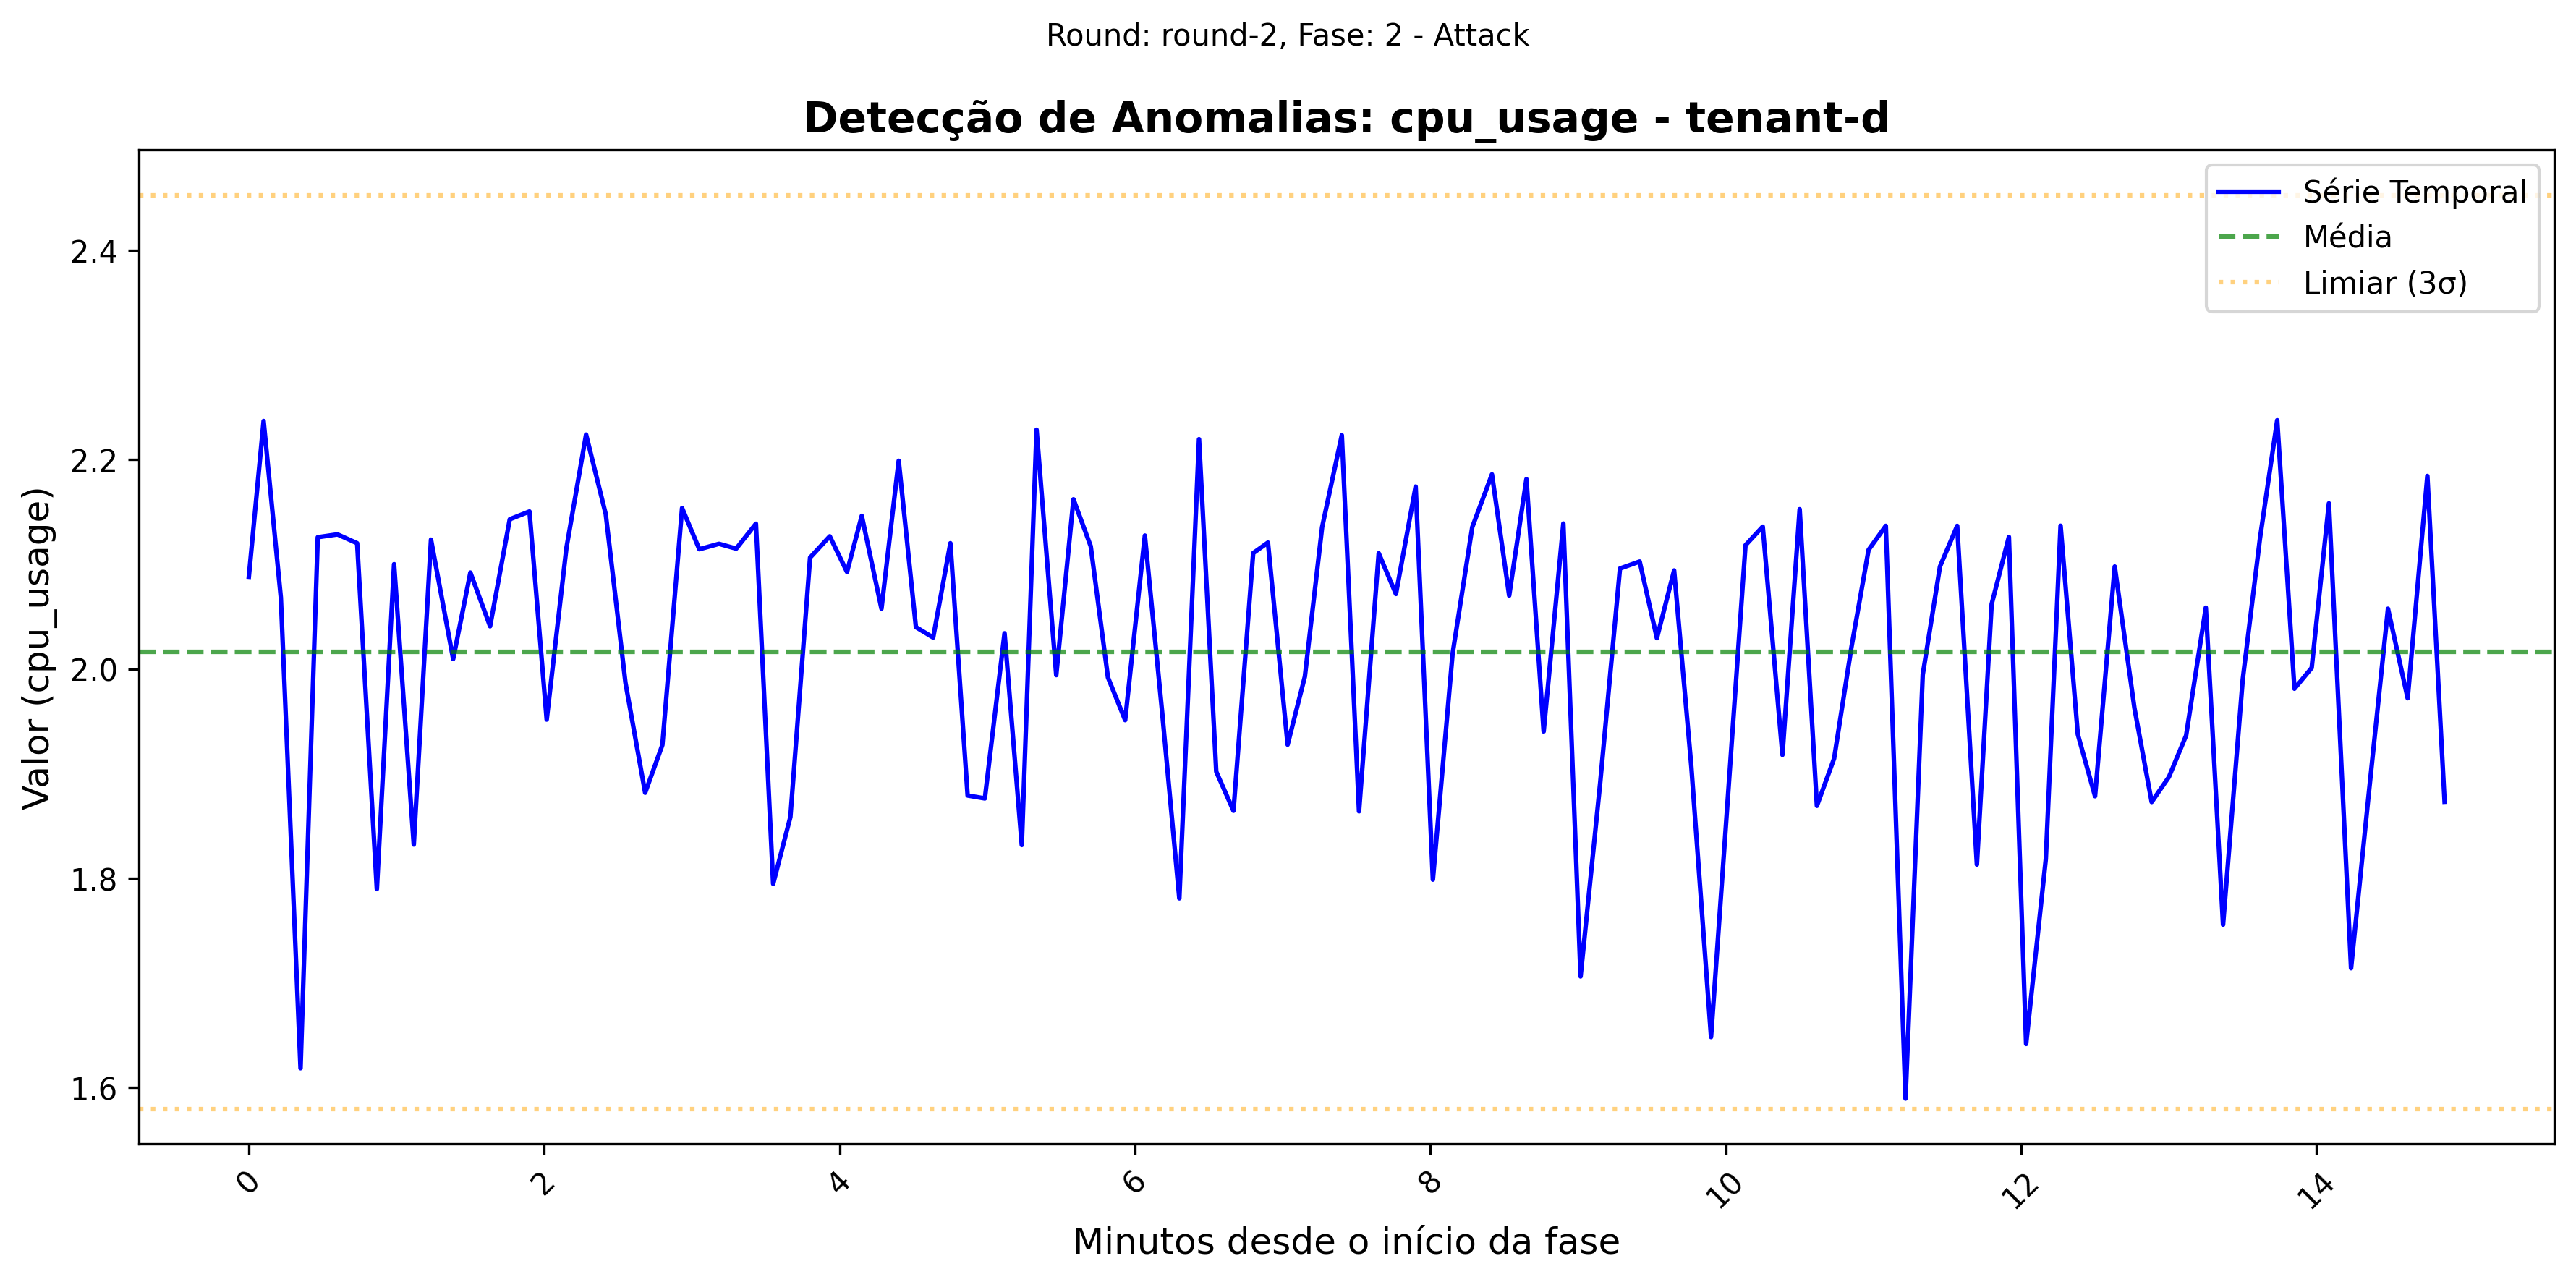 Round: round-2, Fase: 2 - Attack
Detecção de Anomalias: cpu_usage - tenant-d
Série Temporal
Média
Limiar (3σ)
Valor (cpu_usage)
2.4
2.2
2.0
1.8
1.6
0
2
4
6
8
10
12
14
Minutos desde o início da fase